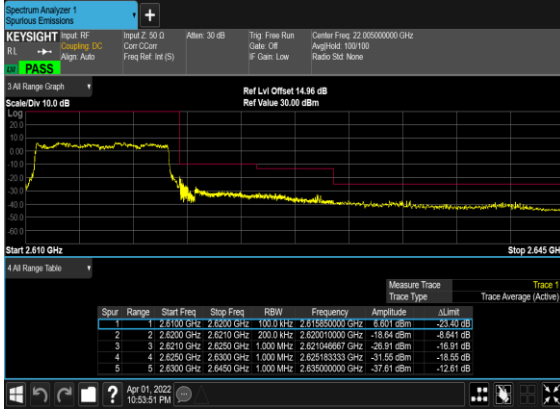 Spectrum Analyzer 1
Spurious Emissions
KEYSIGHT
RL
Input: RF
Coupling: DC
Align: Auto
Input Z: 50 Ω
Corr CCorr
Freq Ref: Int (S)
Atten: 30 dB
Trig: Free Run
Gate: Off
IF Gain: Low
Center Freq: 22.005000000 GHz
Avg|Hold: 100/100
Radio Std: None
PASS
3 All Range Graph
Scale/Div 10.0 dB
Ref Lvl Offset 14.96 dB
Ref Value 30.00 dBm
Log
20.0
10.0
0.00
-10.0
-20.0
-30.0
-40.0
-50.0
-60.0
Start 2.610 GHz
Stop 2.645 GH
4 All Range Table
Measure Trace Trace 1
Trace Type Trace Average (Active)
Spur Range Start Freq Stop Freq RBW Frequency Amplitude ΔLimit
1 1 2.6100 GHz 2.6200 GHz 100.0 kHz 2.615850000 GHz 6.601 dBm -23.40 dB
2 2 2.6200 GHz 2.6210 GHz 200.0 kHz 2.620010000 GHz -18.64 dBm -8.641 dB
3 3 2.6210 GHz 2.6250 GHz 1.000 MHz 2.621046667 GHz -26.91 dBm -16.91 dB
4 4 2.6250 GHz 2.6300 GHz 1.000 MHz 2.625183333 GHz -31.55 dBm -18.55 dB
5 5 2.6300 GHz 2.6450 GHz 1.000 MHz 2.635000000 GHz -37.61 dBm -12.61 dB
Apr 01, 2022
10:53:51 PM